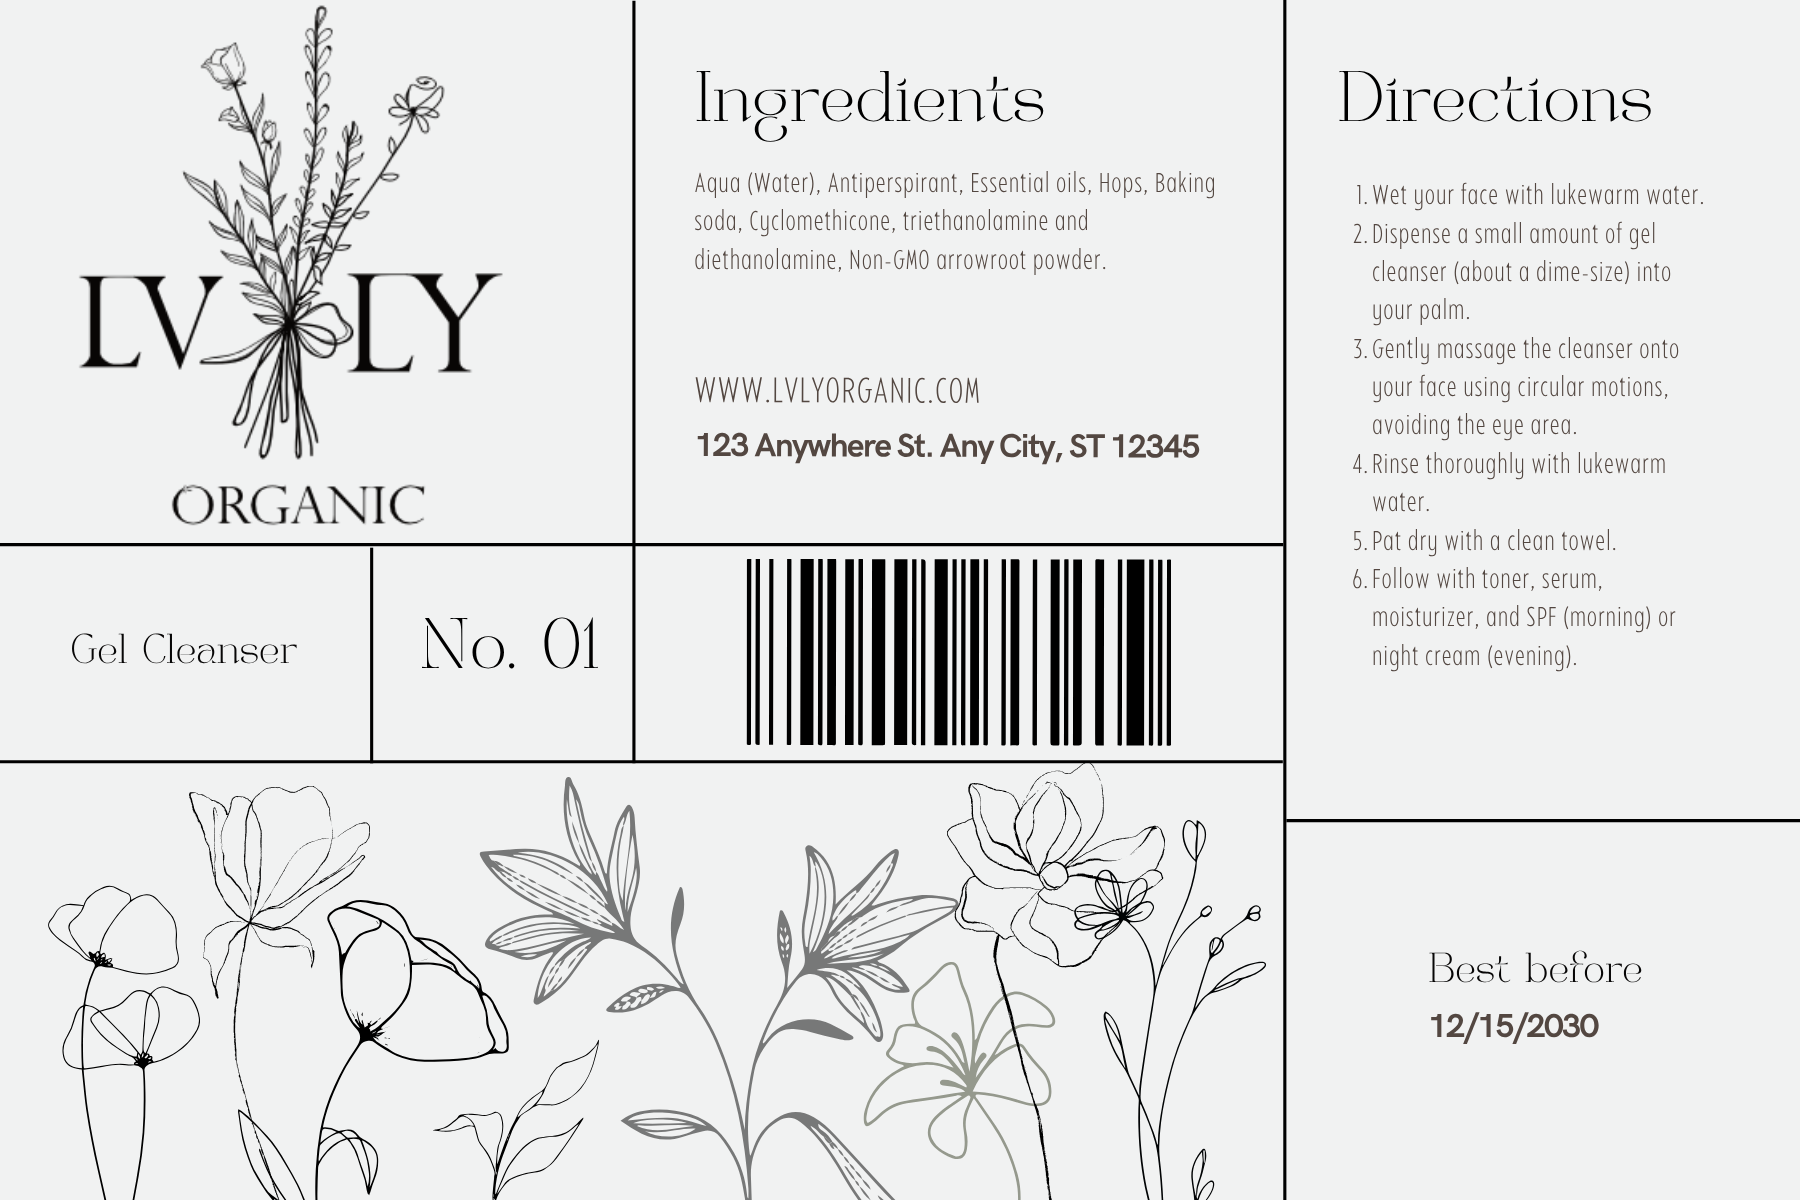 LVLY
ORGANIC
Ingredients
Aqua (Water), Antiperspirant, Essential oils, Hops, Baking
soda, Cyclomethicone, triethanolamine and
diethanolamine, Non-GMO arrowroot powder.
WWW.LVLYORGANIC.COM
123 Anywhere St. Any City, ST 12345
Gel Cleanser
No. 01
Directions
1. Wet your face with lukewarm water.
2. Dispense a small amount of gel
cleanser (about a dime-size) into
your palm.
3. Gently massage the cleanser onto
your face using circular motions,
avoiding the eye area.
4. Rinse thoroughly with lukewarm
water.
5. Pat dry with a clean towel.
6. Follow with toner, serum,
moisturizer, and SPF (morning) or
night cream (evening).
Best before
12/15/2030